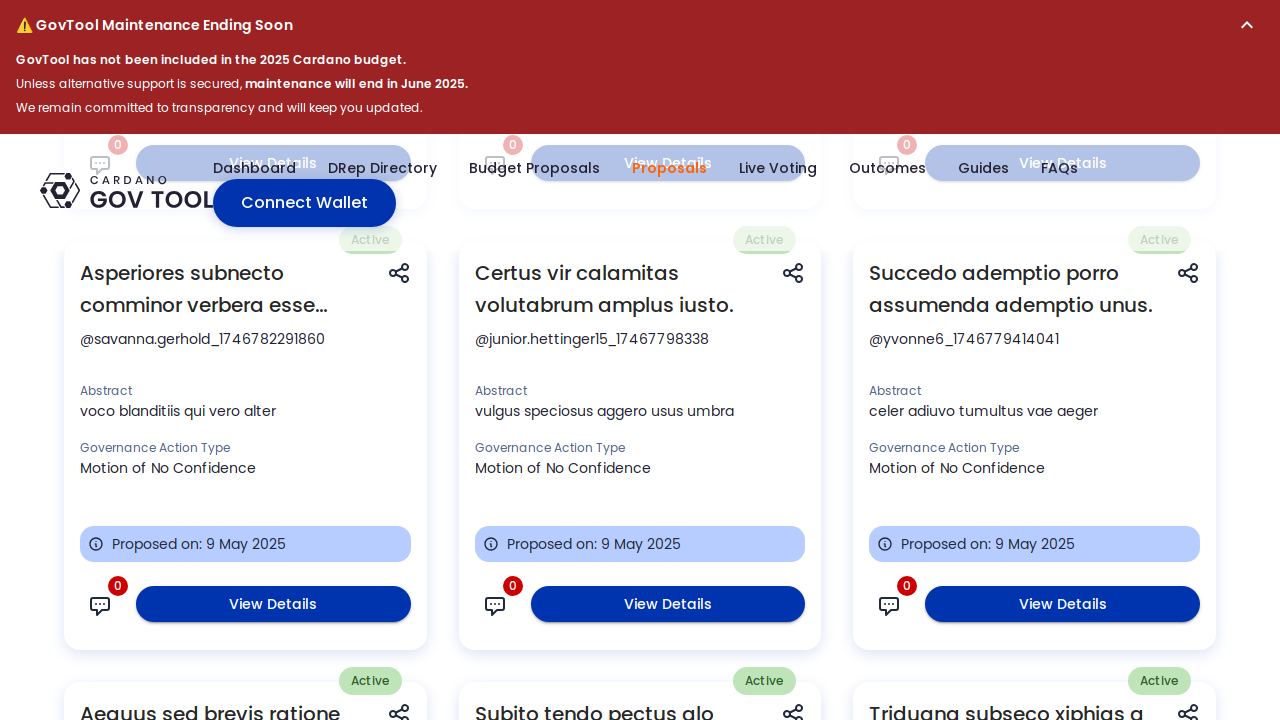 ⚠️ GovTool Maintenance Ending Soon
GovTool has not been included in the 2025 Cardano budget.
Unless alternative support is secured, maintenance will end in June 2025.
We remain committed to transparency and will keep you updated.
0
View Details
0
View Details
0
View Details
CARDANO
GOV TOOL
Dashboard
DRep Directory
Budget Proposals
Proposals
Live Voting
Outcomes
Guides
FAQs
Connect Wallet
Active
Asperiores subnecto
comminor verbera esse...
@savanna.gerhold_1746782291860
Abstract
voco blanditiis qui vero alter
Governance Action Type
Motion of No Confidence
Proposed on: 9 May 2025
0
View Details
Active
Certus vir calamitas
volutabrum amplus iusto.
@junior.hettinger15_17467798338
Abstract
vulgus speciosus aggero usus umbra
Governance Action Type
Motion of No Confidence
Proposed on: 9 May 2025
0
View Details
Active
Succedo ademptio porro
assumenda ademptio unus.
@yvonne6_1746779414041
Abstract
celer adiuvo tumultus vae aeger
Governance Action Type
Motion of No Confidence
Proposed on: 9 May 2025
0
View Details
Active
Aeguus sed brevis ratione
Active
Subito tendo pectus alo
Active
Triduana subseco xiphias a